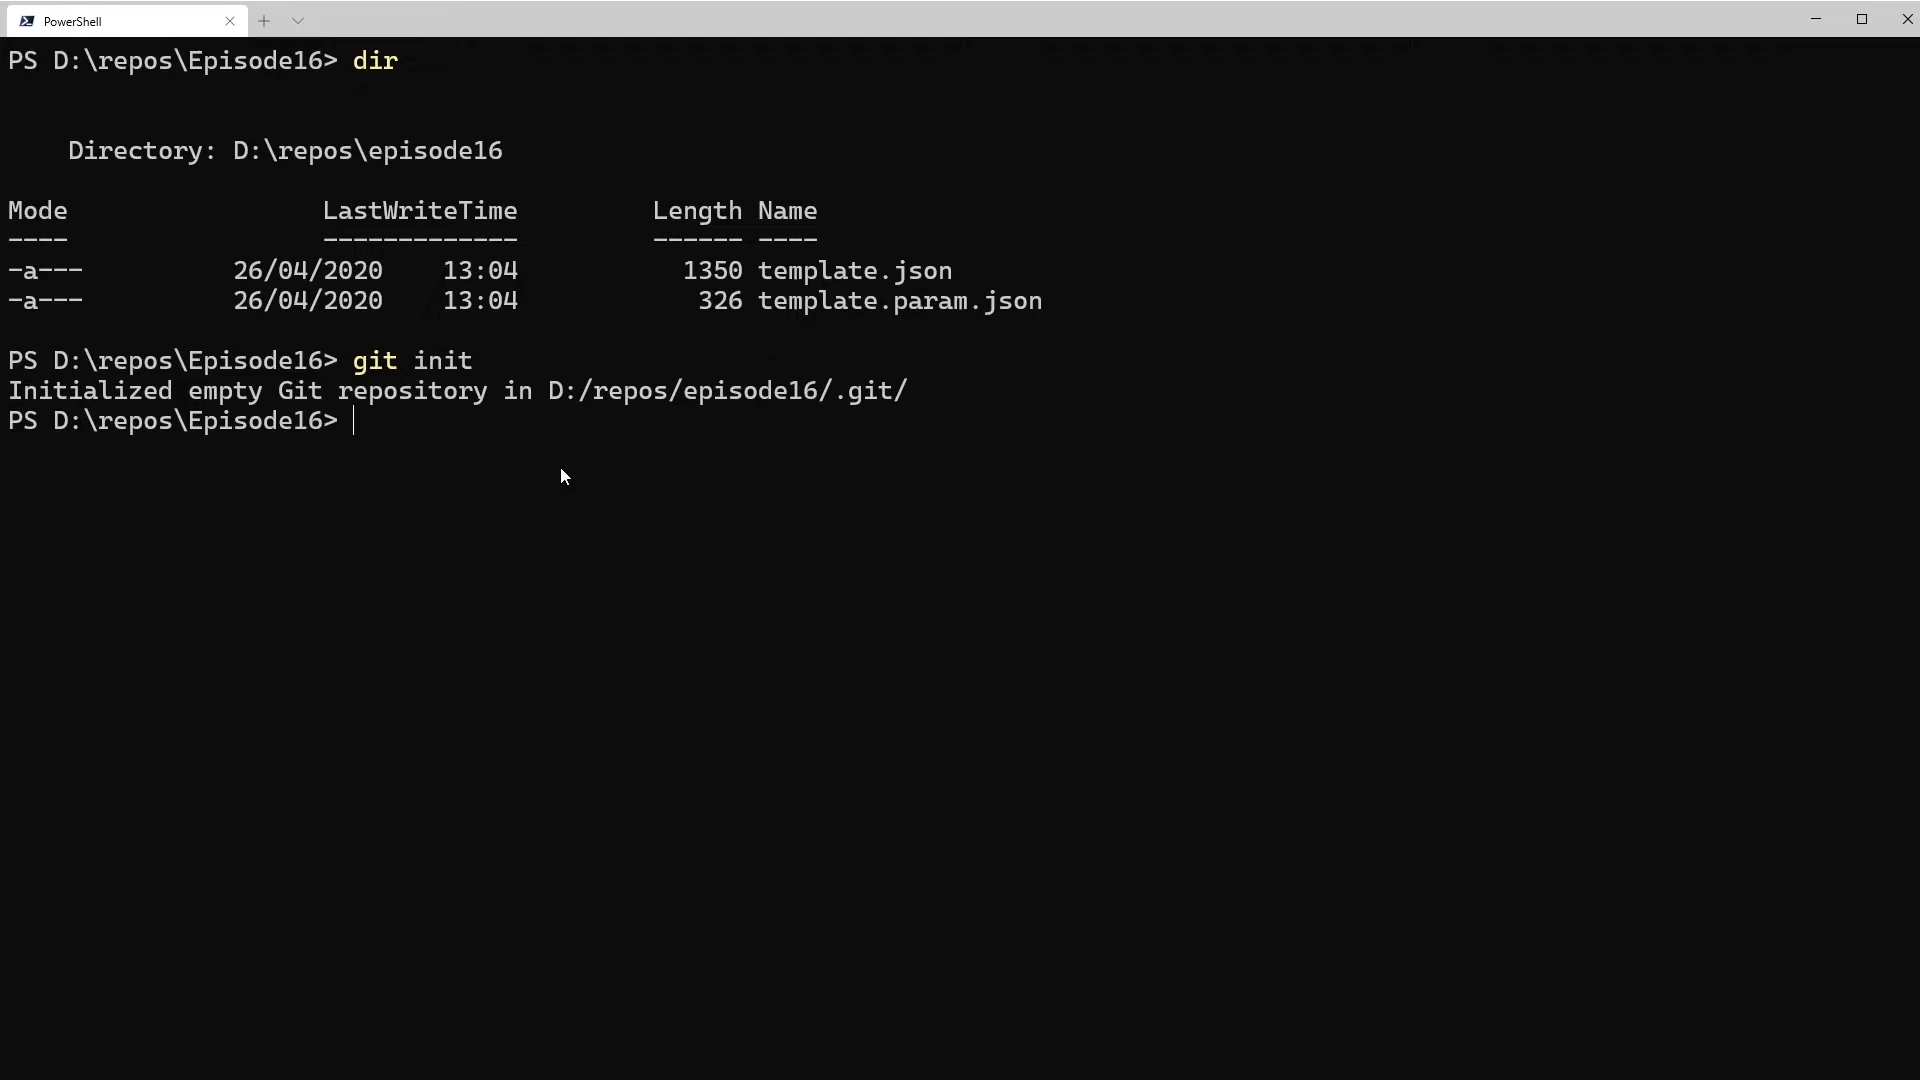 PowerShell
PS D:\repos\Episode16> dir
Directory: D:\repos\episode16
Mode LastWriteTime Length Name
---- ------------- ------ ----
-a--- 26/04/2020 13:04 1350 template.json
-a--- 26/04/2020 13:04 326 template.param.json
PS D:\repos\Episode16> git init
Initialized empty Git repository in D:/repos/episode16/.git/
PS D:\repos\Episode16>